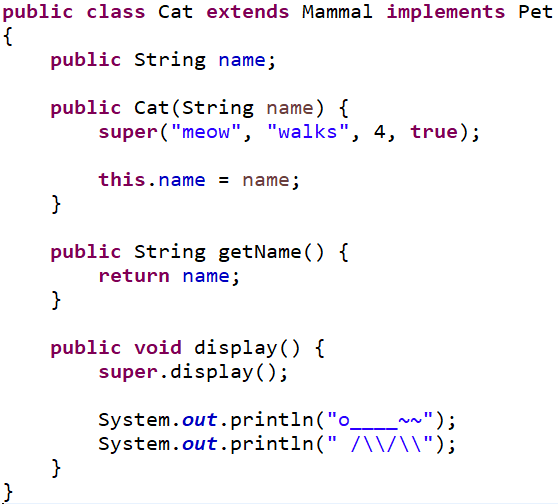 public class Cat extends Mammal implements Pet
{
    public String name;

    public Cat(String name) {
        super("meow", "walks", 4, true);

        this.name = name;
    }

    public String getName() {
        return name;
    }

    public void display() {
        super.display();

        System.out.println("o____~~");
        System.out.println(" /\\/\\");
    }
}